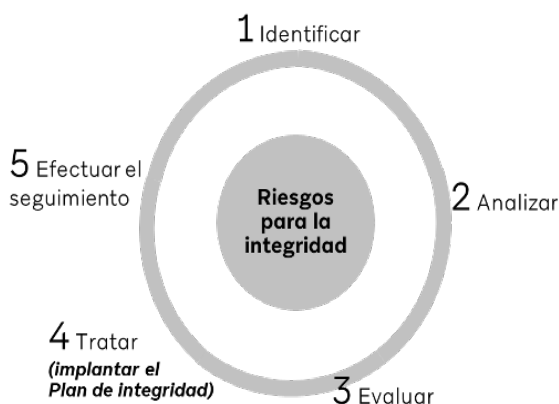 1 Identificar
5 Efectuar el
seguimiento
Riesgos
para la
integridad
2 Analizar
4 Tratar
(implantar el
Plan de integridad)
3 Evaluar